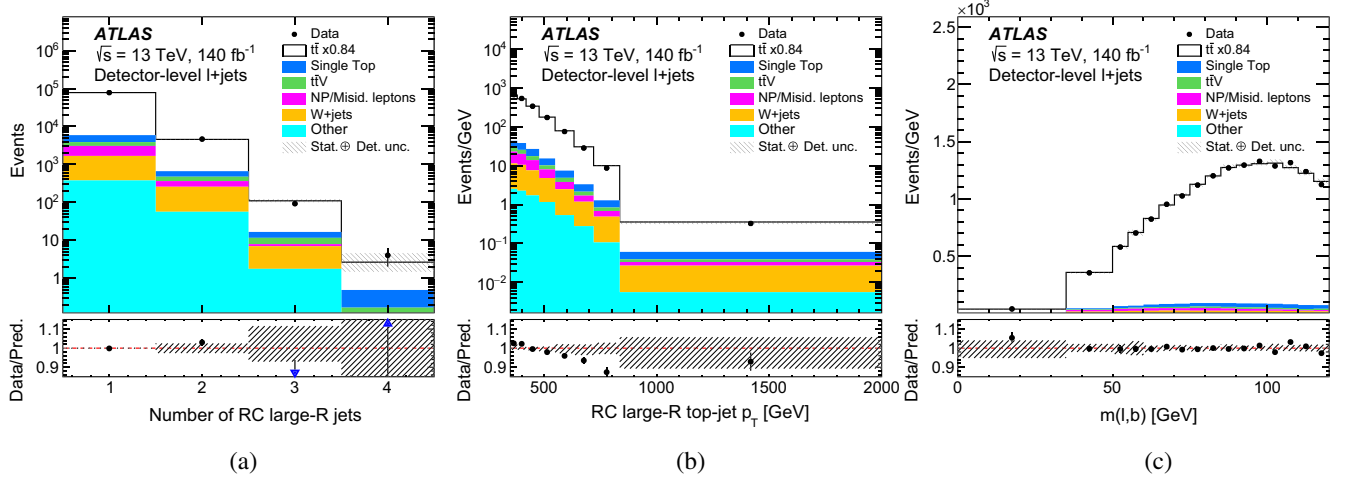 ATLAS
√s = 13 TeV, 140 fb⁻¹
Detector-level l+jets
Data
tt̄ x0.84
Single Top
tt̄V
NP/Misid. leptons
W+jets
Other
Stat.⊕ Det. unc.
Events
10⁶
10⁵
10⁴
10³
10²
10
1
Data/Pred.
1.1
1
0.9
1 2 3 4
Number of RC large-R jets
(a)
ATLAS
√s = 13 TeV, 140 fb⁻¹
Detector-level l+jets
Data
tt̄ x0.84
Single Top
tt̄V
NP/Misid. leptons
W+jets
Other
Stat.⊕ Det. unc.
Events/GeV
10⁴
10³
10²
10
1
10⁻¹
10⁻²
Data/Pred.
1.1
1
0.9
500 1000 1500 2000
RC large-R top-jet p_T [GeV]
(b)
×10³
ATLAS
√s = 13 TeV, 140 fb⁻¹
Detector-level l+jets
Data
tt̄ x0.84
Single Top
tt̄V
NP/Misid. leptons
W+jets
Other
Stat.⊕ Det. unc.
Events/GeV
2.5
2
1.5
1
0.5
Data/Pred.
1.1
1
0.9
0 50 100
m(l,b) [GeV]
(c)